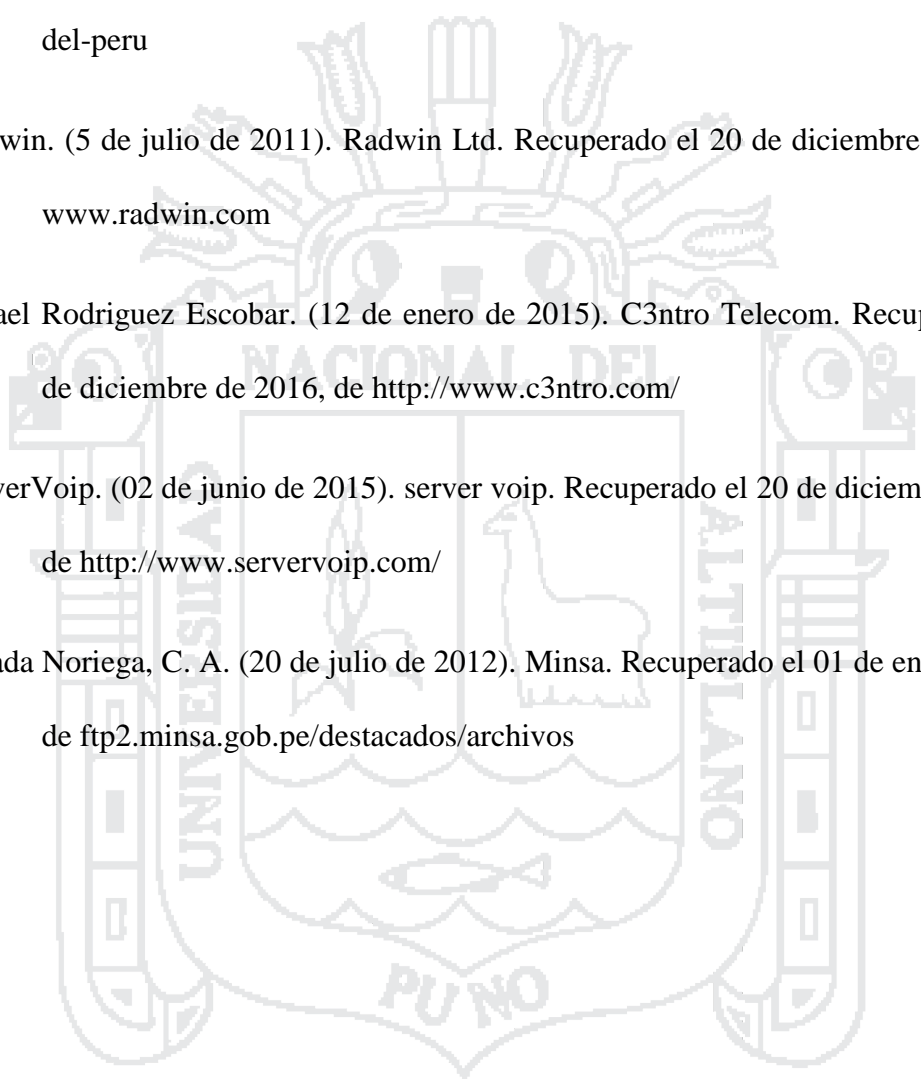 del-peru
win. (5 de julio de 2011). Radwin Ltd. Recuperado el 20 de diciembre
www.radwin.com
ael Rodriguez Escobar. (12 de enero de 2015). C3ntro Telecom. Recup
de diciembre de 2016, de http://www.c3ntro.com/
verVoip. (02 de junio de 2015). server voip. Recuperado el 20 de diciem
de http://www.servervoip.com/
ada Noriega, C. A. (20 de julio de 2012). Minsa. Recuperado el 01 de en
de ftp2.minsa.gob.pe/destacados/archivos
NACIONAL DEL
UNIVERSIDAD
ALTIPLANO
PUNO